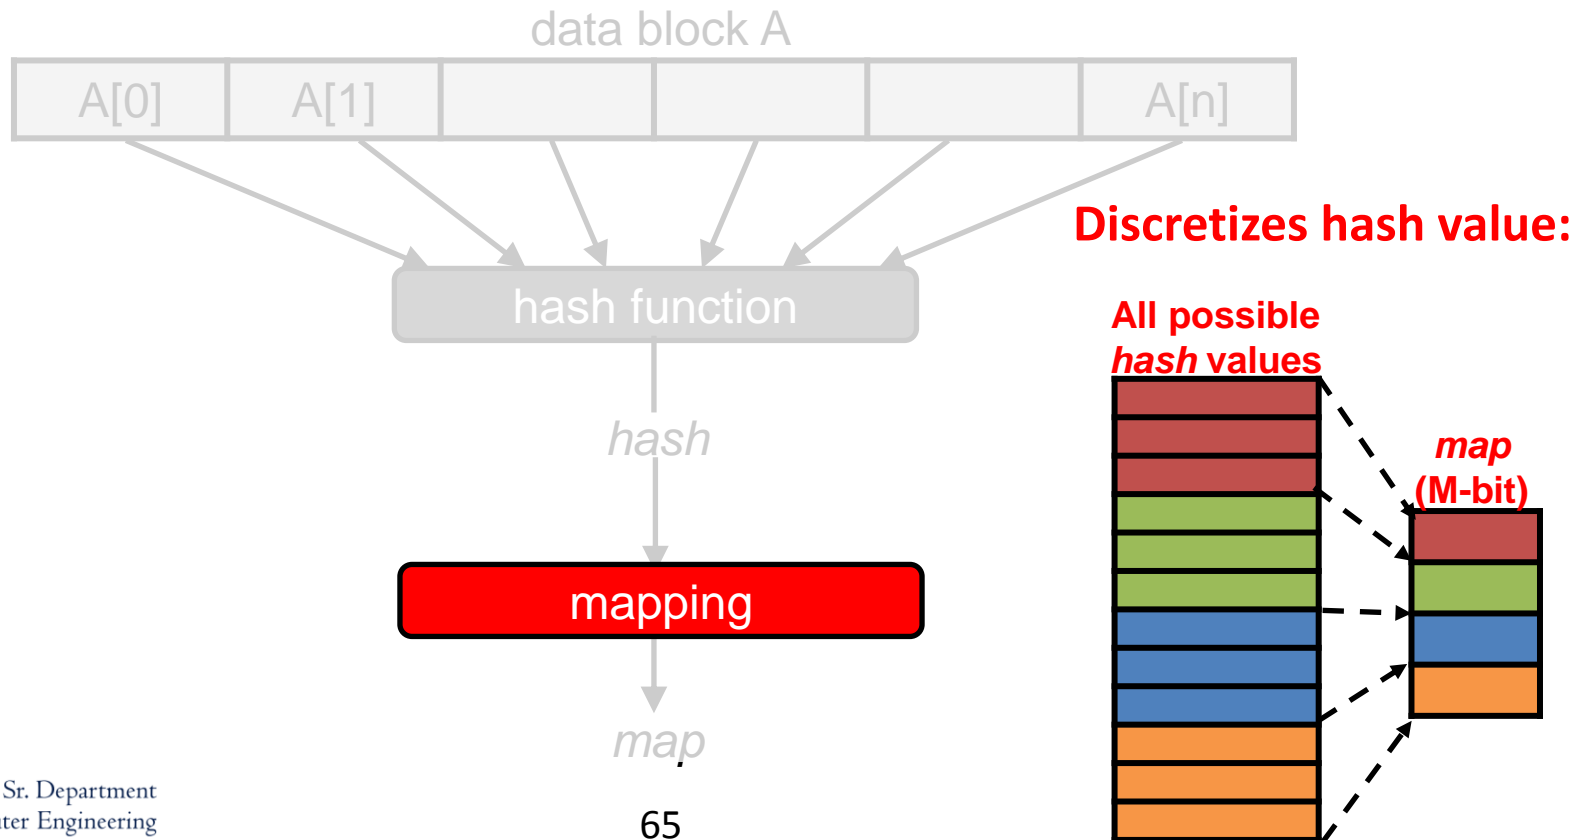 data block A
A[0] A[1] A[n]
Discretizes hash value:
hash function
All possible
hash values
hash
map
(M-bit)
mapping
map
Sr. Department
uter Engineering
65